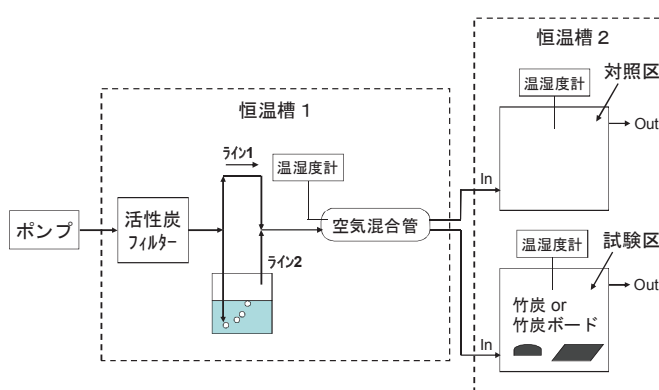 恒温槽 2
温湿度計
対照区
Out
In
恒温槽 1
ﾗｲﾝ1
温湿度計
ポンプ
活性炭
ﾌｨﾙﾀｰ
空気混合管
ﾗｲﾝ2
温湿度計
試験区
Out
竹炭 or
竹炭ボード
In